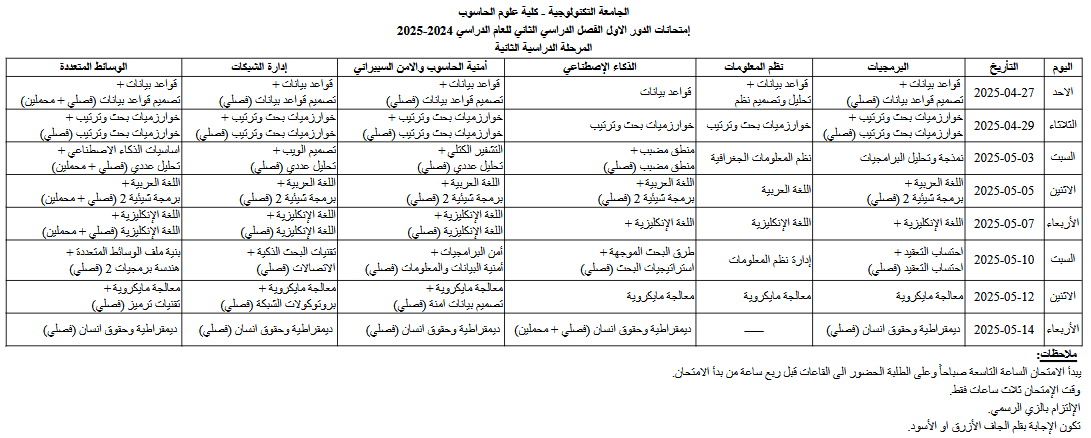 الجامعة التكنولوجية - كلية علوم الحاسوب
إمتحانات الدور الاول الفصل الدراسي الثاني للعام الدراسي 2024-2025
المرحلة الدراسية الثانية
اليوم التأريخ البرمجيات نظم المعلومات الذكاء الإصطناعي أمنية الحاسوب والامن السيبراني إدارة الشبكات الوسائط المتعددة
الاحد 2025-04-27 قواعد بيانات + قواعد بيانات + قواعد بيانات قواعد بيانات + قواعد بيانات + قواعد بيانات +
تصميم قواعد بيانات (فصلي) تحليل وتصميم نظم تصميم قواعد بيانات (فصلي) تصميم قواعد بيانات (فصلي) تصميم قواعد بيانات (فصلي + محملين)
الثلاثاء 2025-04-29 خوارزميات بحث وترتيب + خوارزميات بحث وترتيب خوارزميات بحث وترتيب خوارزميات بحث وترتيب + خوارزميات بحث وترتيب + خوارزميات بحث وترتيب +
خوارزميات بحث وترتيب (فصلي) خوارزميات بحث وترتيب (فصلي) خوارزميات بحث وترتيب (فصلي) خوارزميات بحث وترتيب (فصلي)
السبت 2025-05-03 نمذجة وتحليل البرامجيات نظم المعلومات الجغرافية منطق مضبب + التشفير الكتلي + تصميم الويب + اساسيات الذكاء الاصطناعي +
منطق مضبب (فصلي) تحليل عددي (فصلي) تحليل عددي (فصلي) تحليل عددي (فصلي + محملين)
الاثنين 2025-05-05 اللغة العربية + اللغة العربية اللغة العربية + اللغة العربية + اللغة العربية + اللغة العربية +
برمجة شيئية 2 (فصلي) برمجة شيئية 2 (فصلي) برمجة شيئية 2 (فصلي) برمجة شيئية 2 (فصلي) برمجة شيئية 2 (فصلي + محملين)
الأربعاء 2025-05-07 اللغة الإنكليزية + اللغة الإنكليزية اللغة الإنكليزية + اللغة الإنكليزية + اللغة الإنكليزية + اللغة الإنكليزية +
اللغة الإنكليزية (فصلي) اللغة الإنكليزية (فصلي) اللغة الإنكليزية (فصلي + محملين)
السبت 2025-05-10 احتساب التعقيد + إدارة نظم المعلومات طرق البحث الموجهة + أمن البرامجيات + تقنيات البحث الذكية + بنية ملف الوسائط المتعددة +
احتساب التعقيد (فصلي) استراتيجيات البحث (فصلي) أمنية البيانات والمعلومات (فصلي) الاتصالات (فصلي) هندسة برمجيات 2 (فصلي)
الاثنين 2025-05-12 معالجة مايكروية معالجة مايكروية معالجة مايكروية معالجة مايكروية + معالجة مايكروية + معالجة مايكروية +
تصميم بيانات امنة (فصلي) بروتوكولات الشبكة (فصلي) تقنيات ترميز (فصلي)
الأربعاء 2025-05-14 ديمقراطية وحقوق انسان (فصلي) —— ديمقراطية وحقوق انسان (فصلي + محملين) ديمقراطية وحقوق انسان (فصلي) ديمقراطية وحقوق انسان (فصلي) ديمقراطية وحقوق انسان (فصلي)
ملاحظات:
يبدأ الامتحان الساعة التاسعة صباحاً وعلى الطلبة الحضور الى القاعات قبل ربع ساعة من بدأ الامتحان.
وقت الإمتحان ثلاث ساعات فقط.
الإلتزام بالزي الرسمي.
تكون الإجابة بقلم الجاف الأزرق او الأسود.